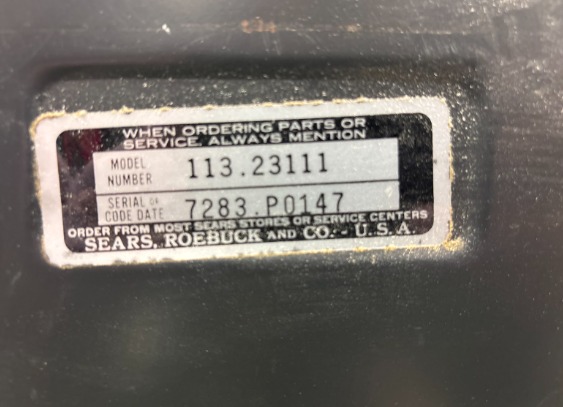 WHEN ORDERING PARTS OR
SERVICE, ALWAYS MENTION
MODEL
NUMBER 113.23111
SERIAL OR
CODE DATE 7283.P0147
ORDER FROM MOST SEARS STORES OR SERVICE CENTERS
SEARS, ROEBUCK AND CO. - U.S.A.